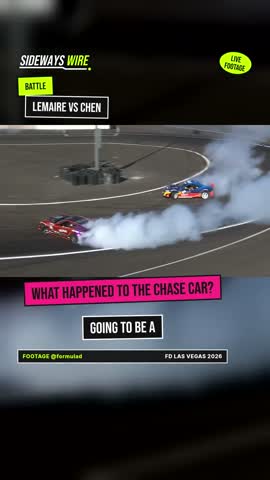 SIDEWAYS WIRE.
LIVE
FOOTAGE
BATTLE
LEMAIRE VS CHEN
WHAT HAPPENED TO THE CHASE CAR?
GOING TO BE A
FOOTAGE @formulad
FD LAS VEGAS 2026